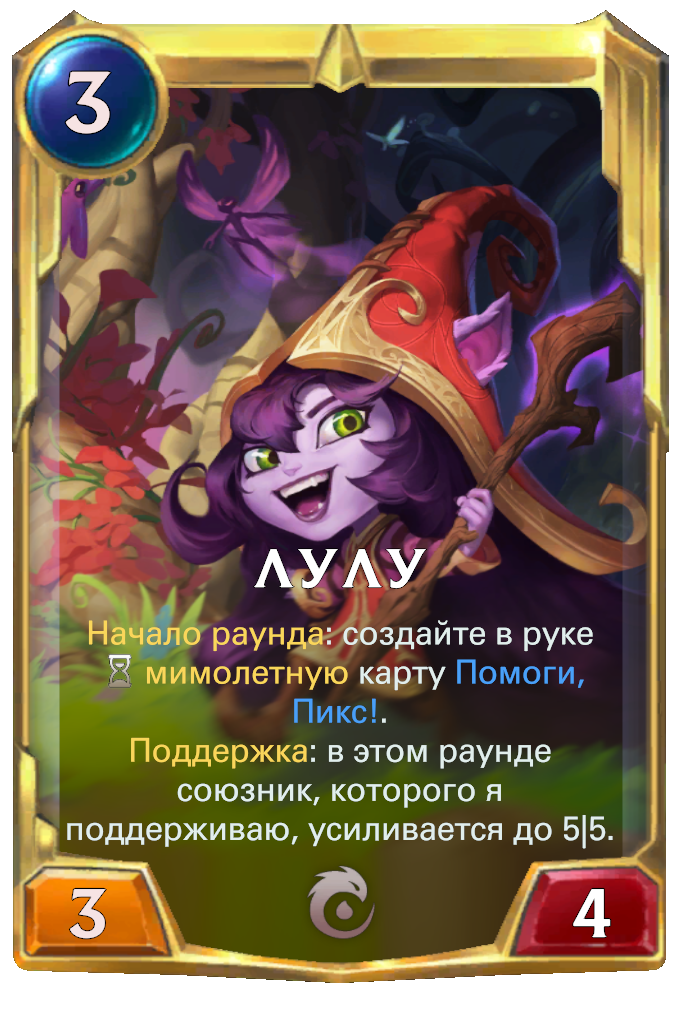 3
ЛУЛУ
Начало раунда: создайте в руке
мимолетную карту Помоги,
Пикс!.
Поддержка: в этом раунде
союзник, которого я
поддерживаю, усиливается до 5|5.
3
4